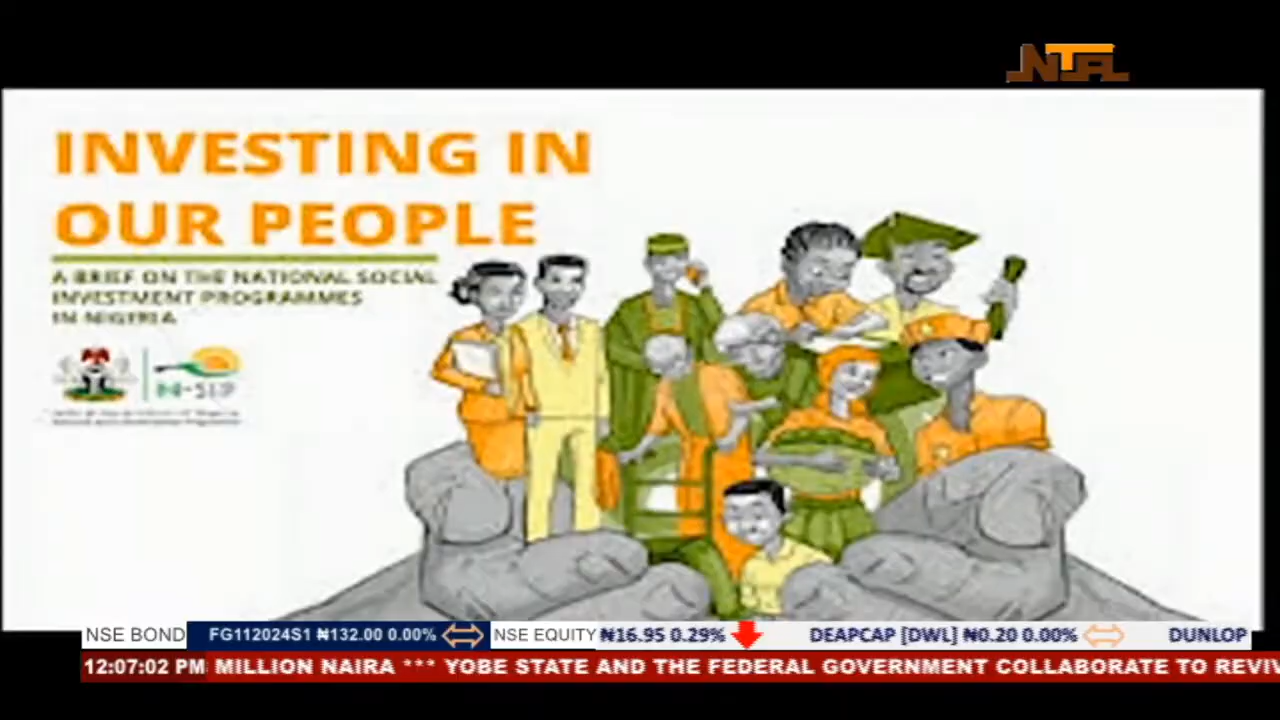 NTA
INVESTING IN
OUR PEOPLE
A BRIEF ON THE NATIONAL SOCIAL
INVESTMENT PROGRAMMES
IN NIGERIA
N-SIP
NSE BOND FG112024S1 ₦132.00 0.00% NSE EQUITY ₦16.95 0.29% DEAPCAP [DWL] ₦0.20 0.00% DUNLOP
12:07:02 PM MILLION NAIRA *** YOBE STATE AND THE FEDERAL GOVERNMENT COLLABORATE TO REVIV